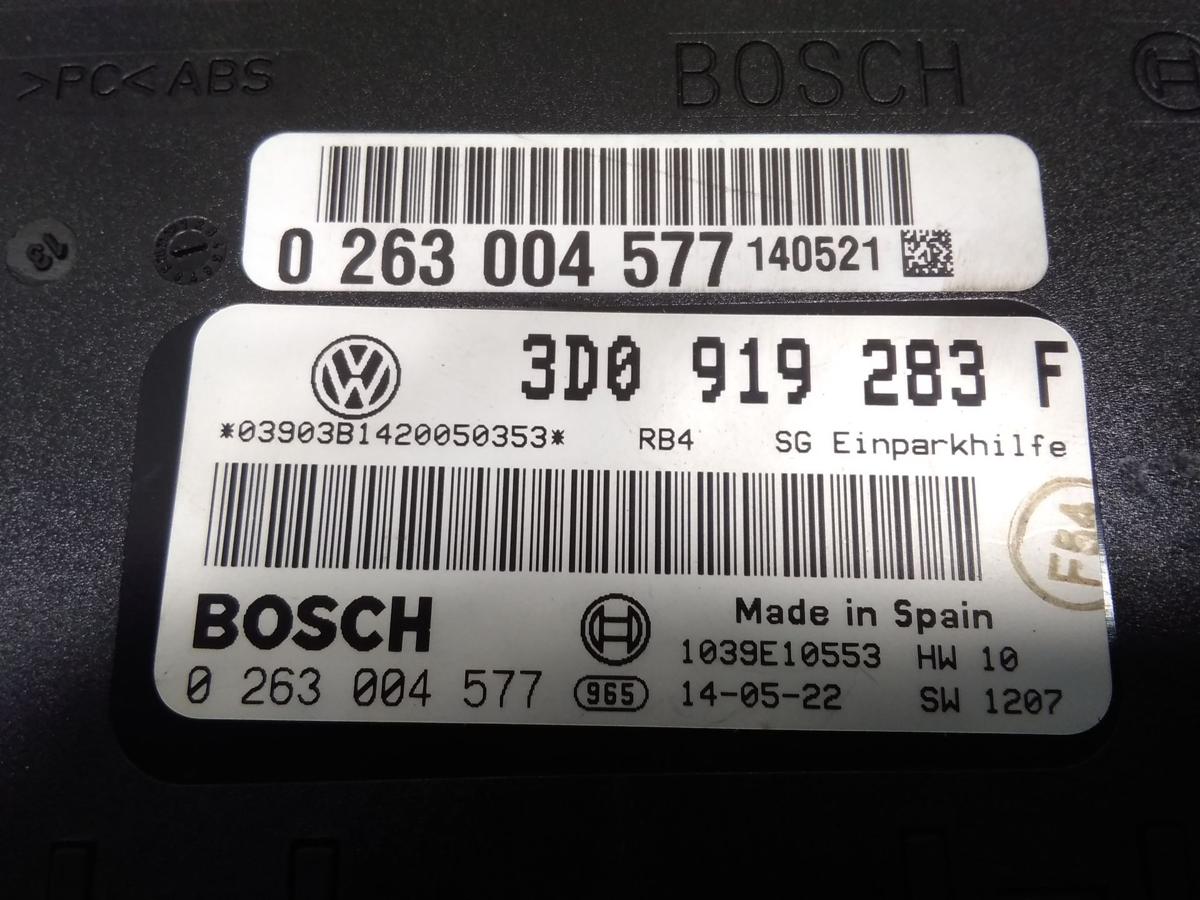 >PC<ABS
BOSCH
13
0 263 004 577 140521
3D0 919 283 F
*03903B1420050353* RB4 SG Einparkhilfe
BOSCH
Made in Spain
1039E10553 HW 10
0 263 004 577 965 14-05-22 SW 1207